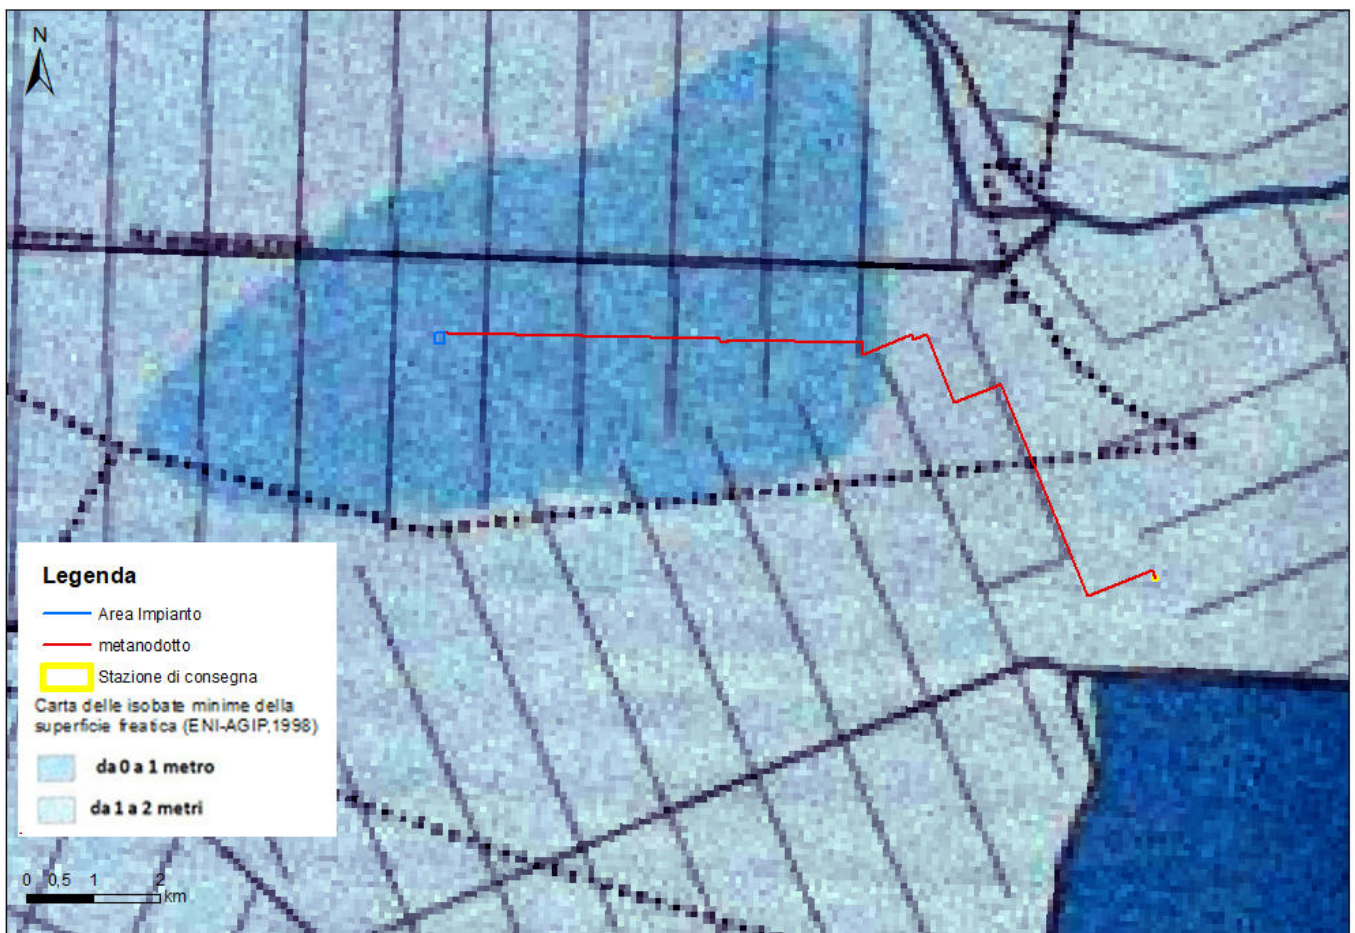 N
Legenda
Area Impianto
metanodotto
Stazione di consegna
Carta delle isobate minime della
superficie freatica (ENI-AGIP,1998)
da 0 a 1 metro
da 1 a 2 metri
0 0,5 1 2
km